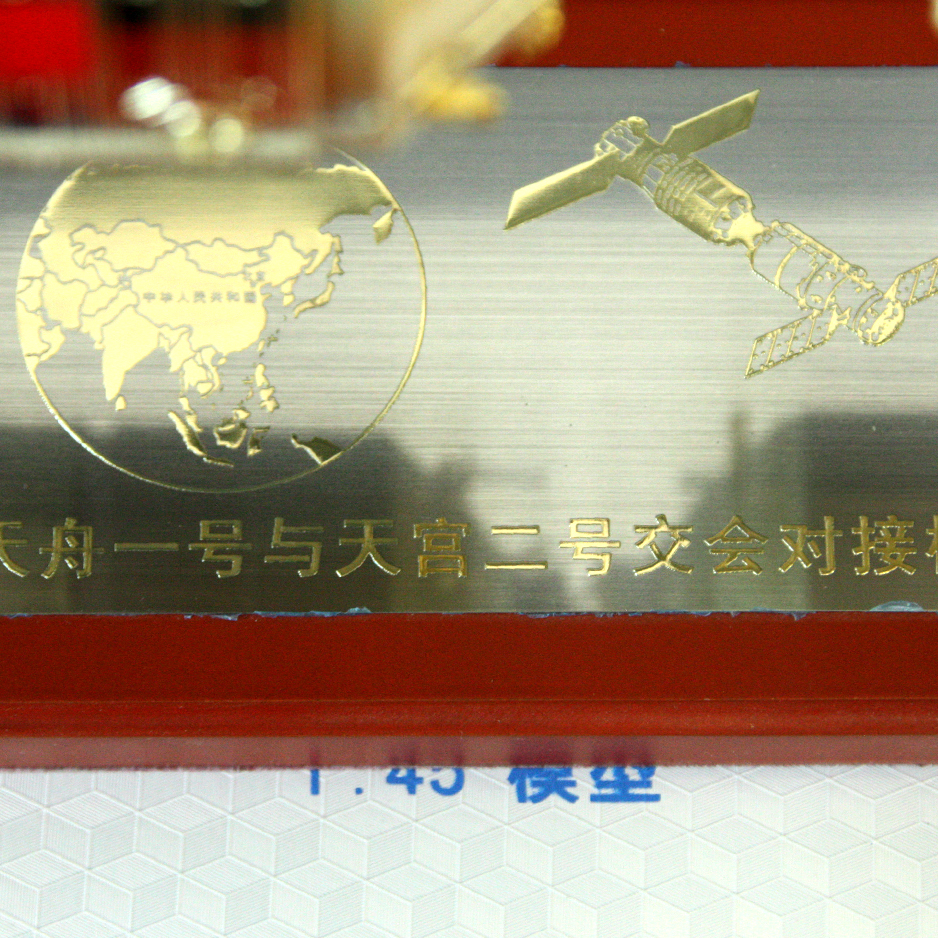 中华人民共和国
天舟一号与天宫二号交会对接
1:45 模型